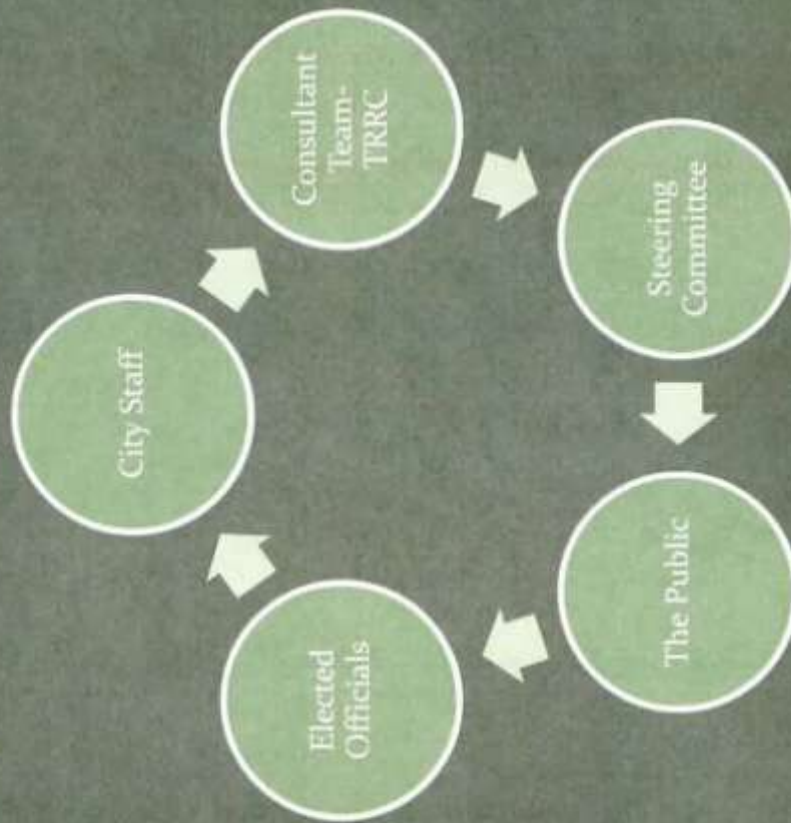 City Staff
Consultant
Team-
TRRC
Steering
Committee
The Public
Elected
Officials